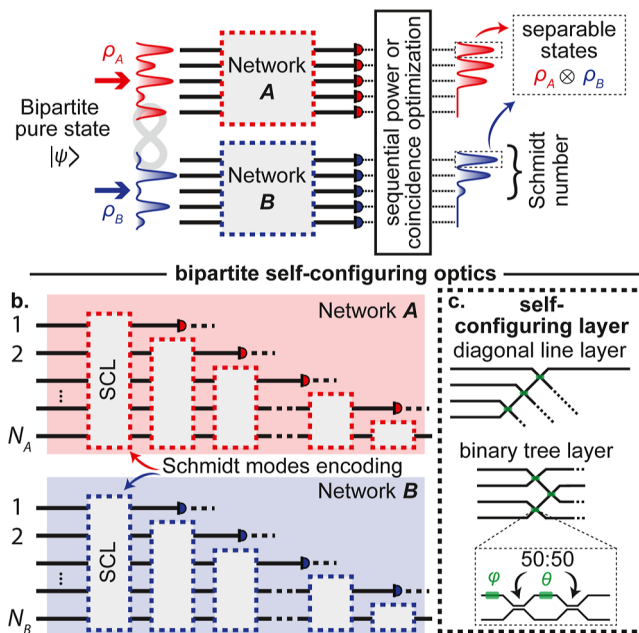 ρA
Bipartite
pure state
|ψ⟩
ρB
Network
A
Network
B
sequential power or
coincidence optimization
separable
states
ρA ⊗ ρB
Schmidt
number
bipartite self-configuring optics
b.
Network A
1
2
...
NA
SCL
Schmidt modes encoding
Network B
1
2
...
NB
SCL
c.
self-
configuring layer
diagonal line layer
binary tree layer
50:50
φ
θ